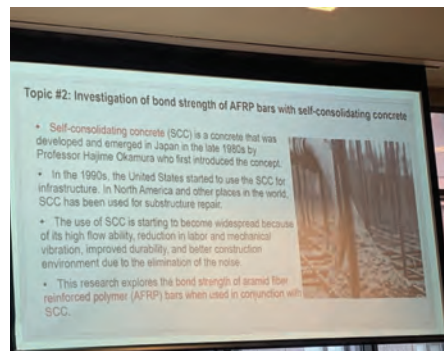 Topic #2: Investigation of bond strength of AFRP bars with self-consolidating concrete
• Self-consolidating concrete (SCC) is a concrete that was
developed and emerged in Japan in the late 1980s by
Professor Hajime Okamura who first introduced the concept.
• In the 1990s, the United States started to use the SCC for
infrastructure. In North America and other places in the world,
SCC has been used for substructure repair.
• The use of SCC is starting to become widespread because
of its high flow ability, reduction in labor and mechanical
vibration, improved durability, and better construction
environment due to the elimination of the noise.
• This research explores the bond strength of aramid fiber
reinforced polymer (AFRP) bars when used in conjunction with
SCC.